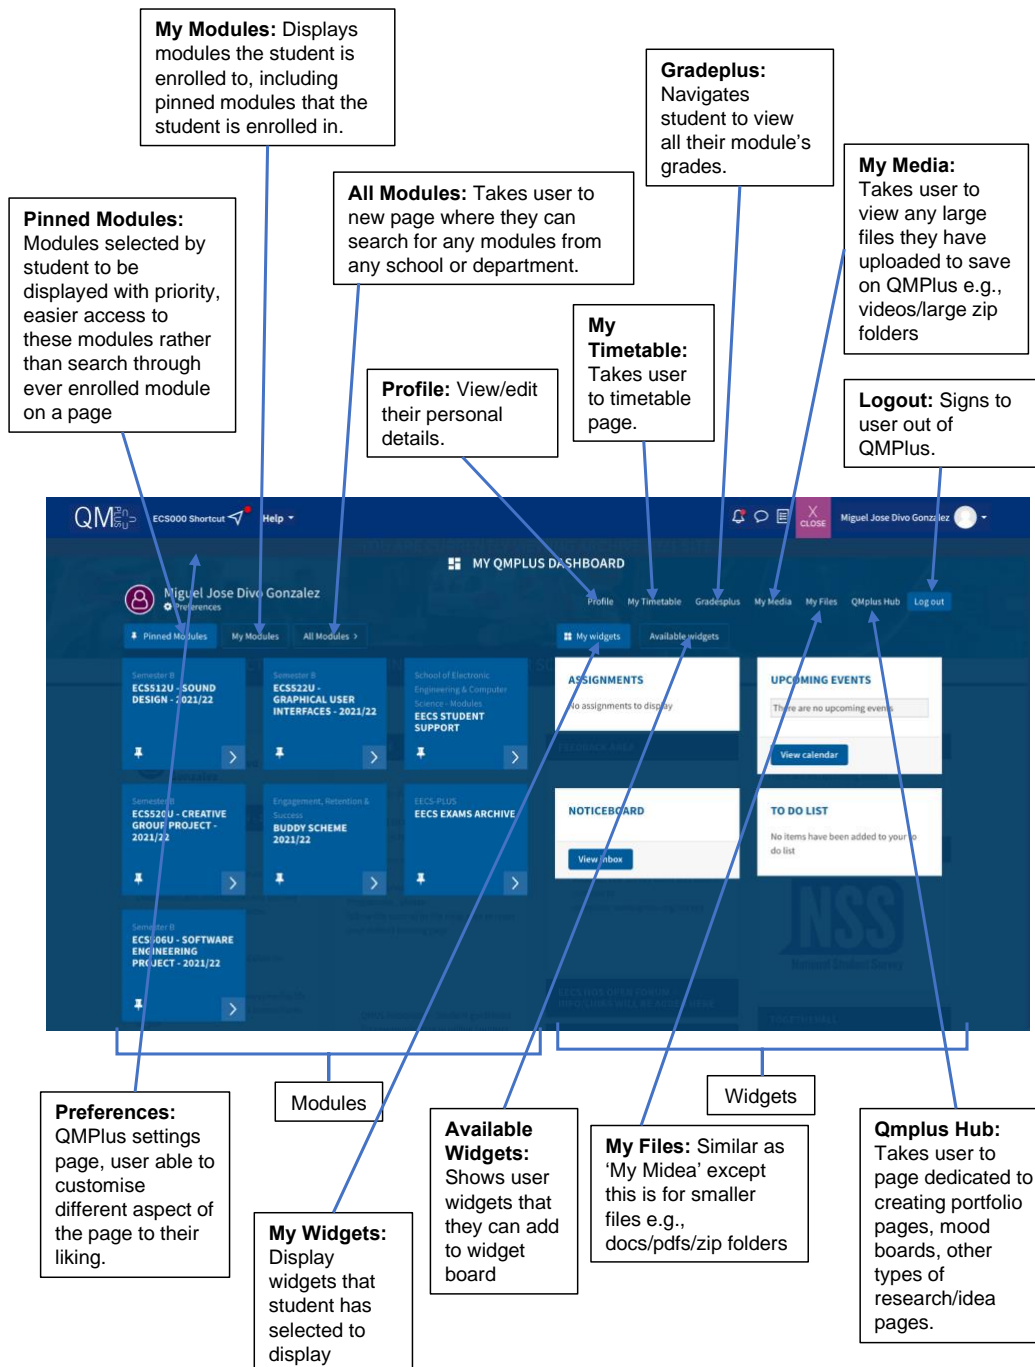 My Modules: Displays
modules the student is
enrolled to, including
pinned modules that the
student is enrolled in.
Gradeplus:
Navigates
student to view
all their module’s
grades.
My Media:
Takes user to
view any large
files they have
uploaded to save
on QMPlus e.g.,
videos/large zip
folders
All Modules: Takes user to
new page where they can
search for any modules from
any school or department.
Pinned Modules:
Modules selected by
student to be
displayed with priority,
easier access to
these modules rather
than search through
ever enrolled module
on a page
My
Timetable:
Takes user
to timetable
page.
Profile: View/edit
their personal
details.
Logout: Signs to
user out of
QMPlus.
QM PLUS
ECS000 Shortcut
Help
X
CLOSE
Miguel Jose Divo Gonzalez
MY QMPLUS DASHBOARD
Miguel Jose Divo Gonzalez
Preferences
Profile My Timetable Gradesplus My Media My Files QMplus Hub Log out
Pinned Modules My Modules All Modules >
My widgets Available widgets
Semester B
ECS512U - SOUND
DESIGN - 2021/22
Semester B
ECS522U -
GRAPHICAL USER
INTERFACES - 2021/22
School of Electronic
Engineering & Computer
Science - Modules
EECS STUDENT
SUPPORT
ASSIGNMENTS
No assignments to display
UPCOMING EVENTS
There are no upcoming events
View calendar
Semester B
ECS520U - CREATIVE
GROUP PROJECT -
2021/22
Engagement, Retention &
Success
BUDDY SCHEME
2021/22
EECS-PLUS
EECS EXAMS ARCHIVE
NOTICEBOARD
View inbox
TO DO LIST
No items have been added to your to
do list
Semester B
ECS506U - SOFTWARE
ENGINEERING
PROJECT - 2021/22
NSS
National Student Survey
Modules
Widgets
Preferences:
QMPlus settings
page, user able to
customise
different aspect of
the page to their
liking.
My Widgets:
Display
widgets that
student has
selected to
display
Available
Widgets:
Shows user
widgets that
they can add
to widget
board
My Files: Similar as
‘My Midea’ except
this is for smaller
files e.g.,
docs/pdfs/zip folders
Qmplus Hub:
Takes user to
page dedicated to
creating portfolio
pages, mood
boards, other
types of
research/idea
pages.